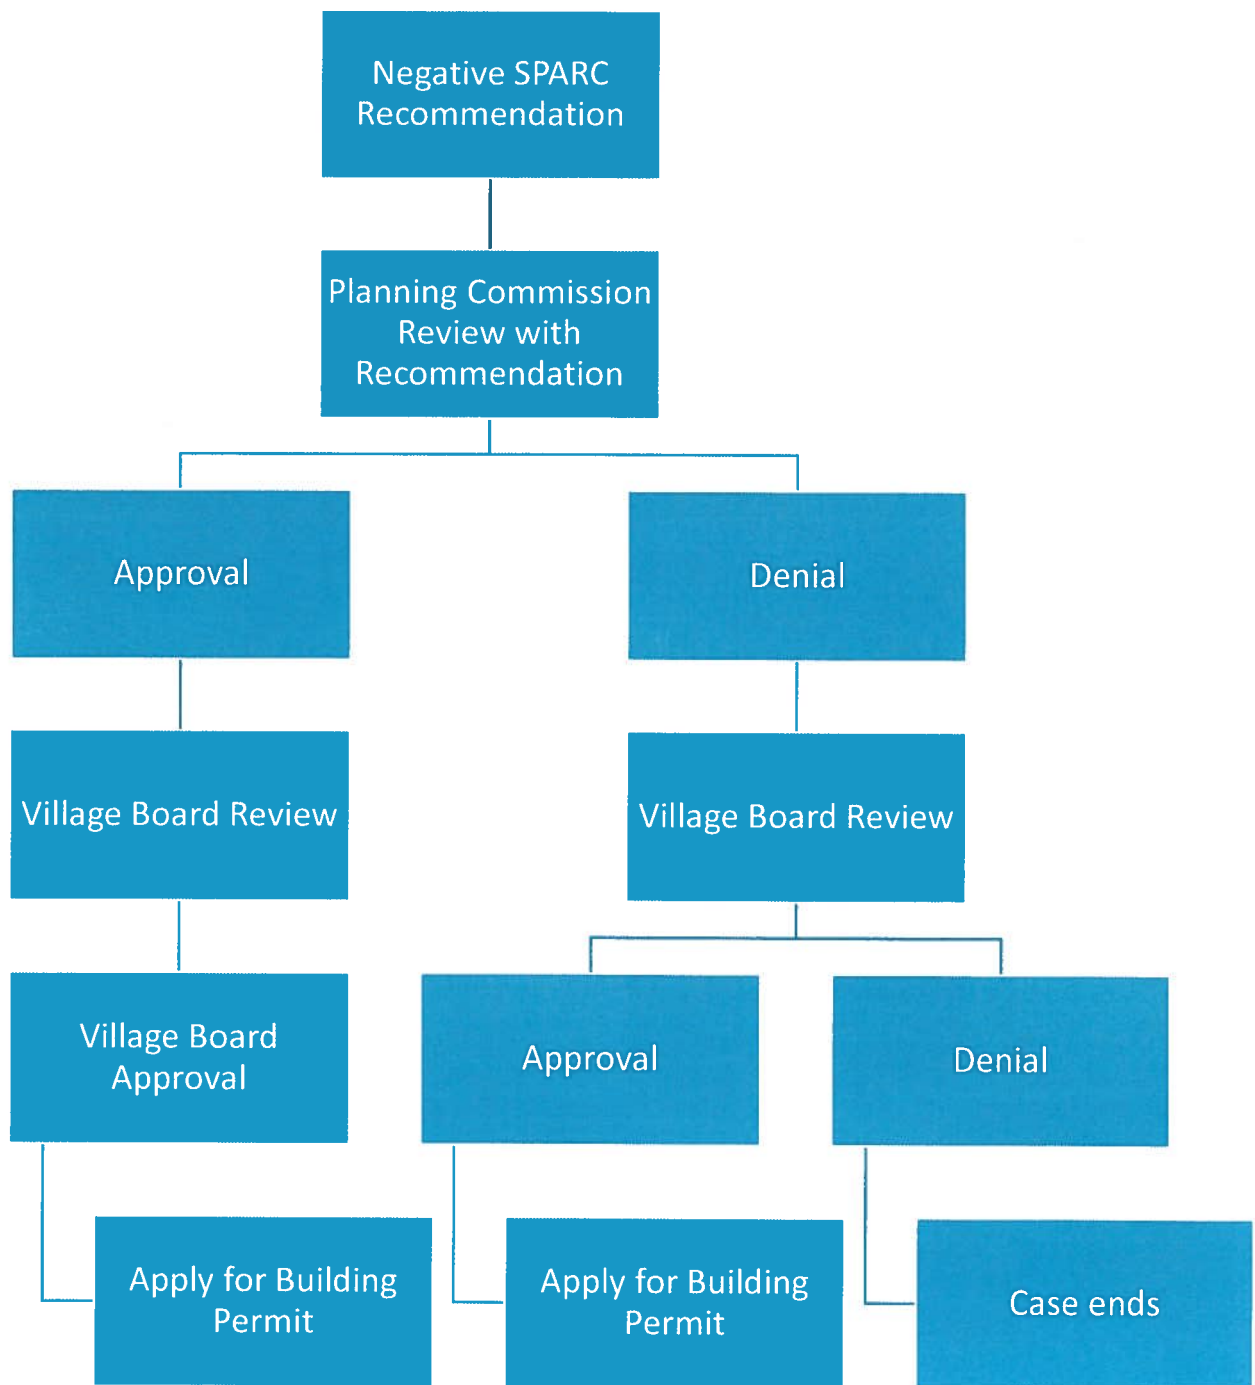 Negative SPARC
Recommendation
Planning Commission
Review with
Recommendation
Approval
Denial
Village Board Review
Village Board Review
Village Board
Approval
Approval
Denial
Apply for Building
Permit
Apply for Building
Permit
Case ends